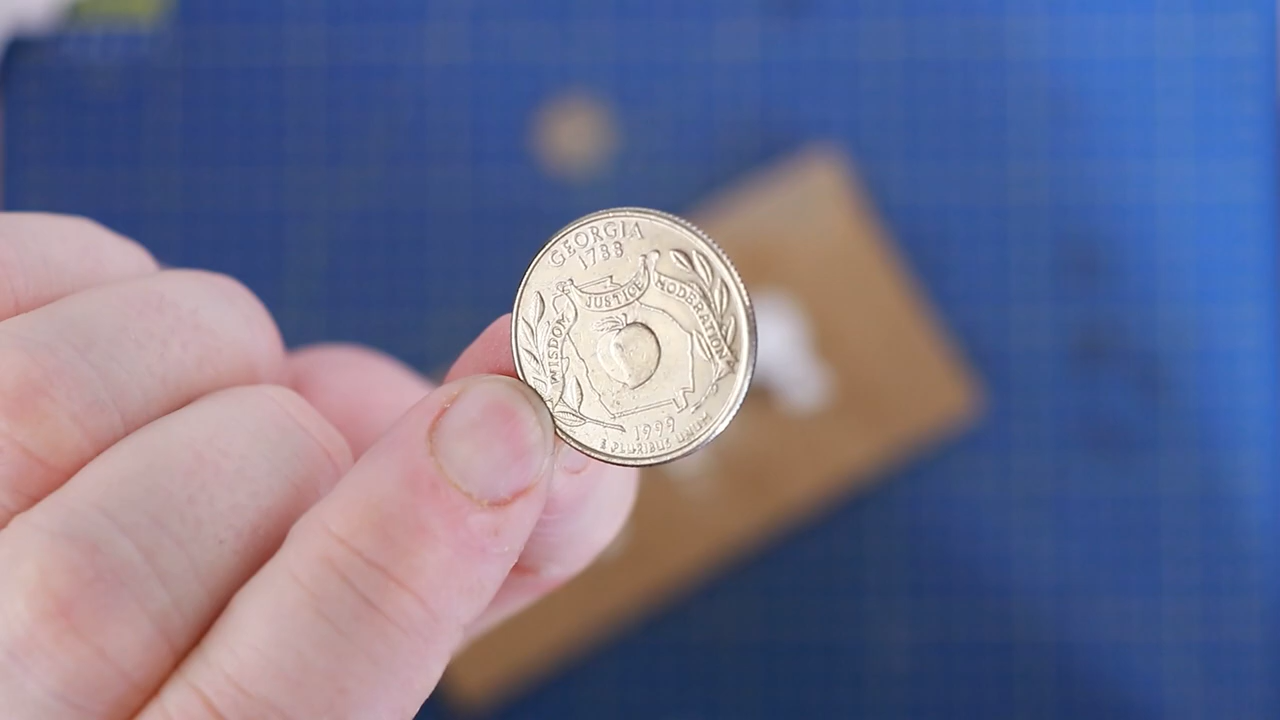 GEORGIA
1788
WISDOM
JUSTICE
MODERATION
1999
E PLURIBUS UNUM